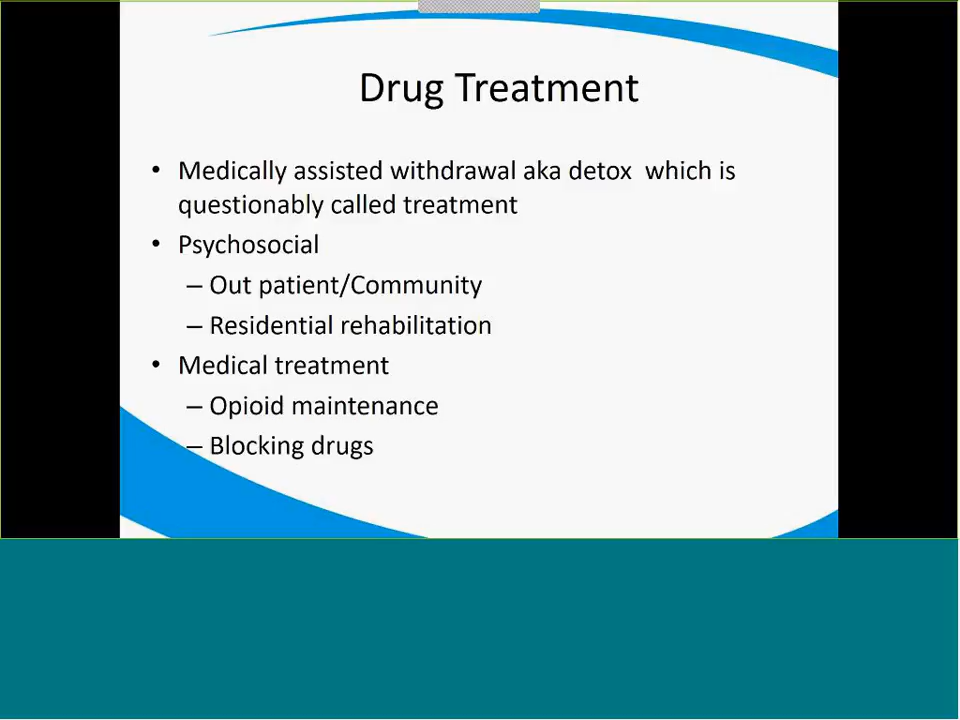 Drug Treatment
• Medically assisted withdrawal aka detox  which is
questionably called treatment
• Psychosocial
– Out patient/Community
– Residential rehabilitation
• Medical treatment
– Opioid maintenance
– Blocking drugs